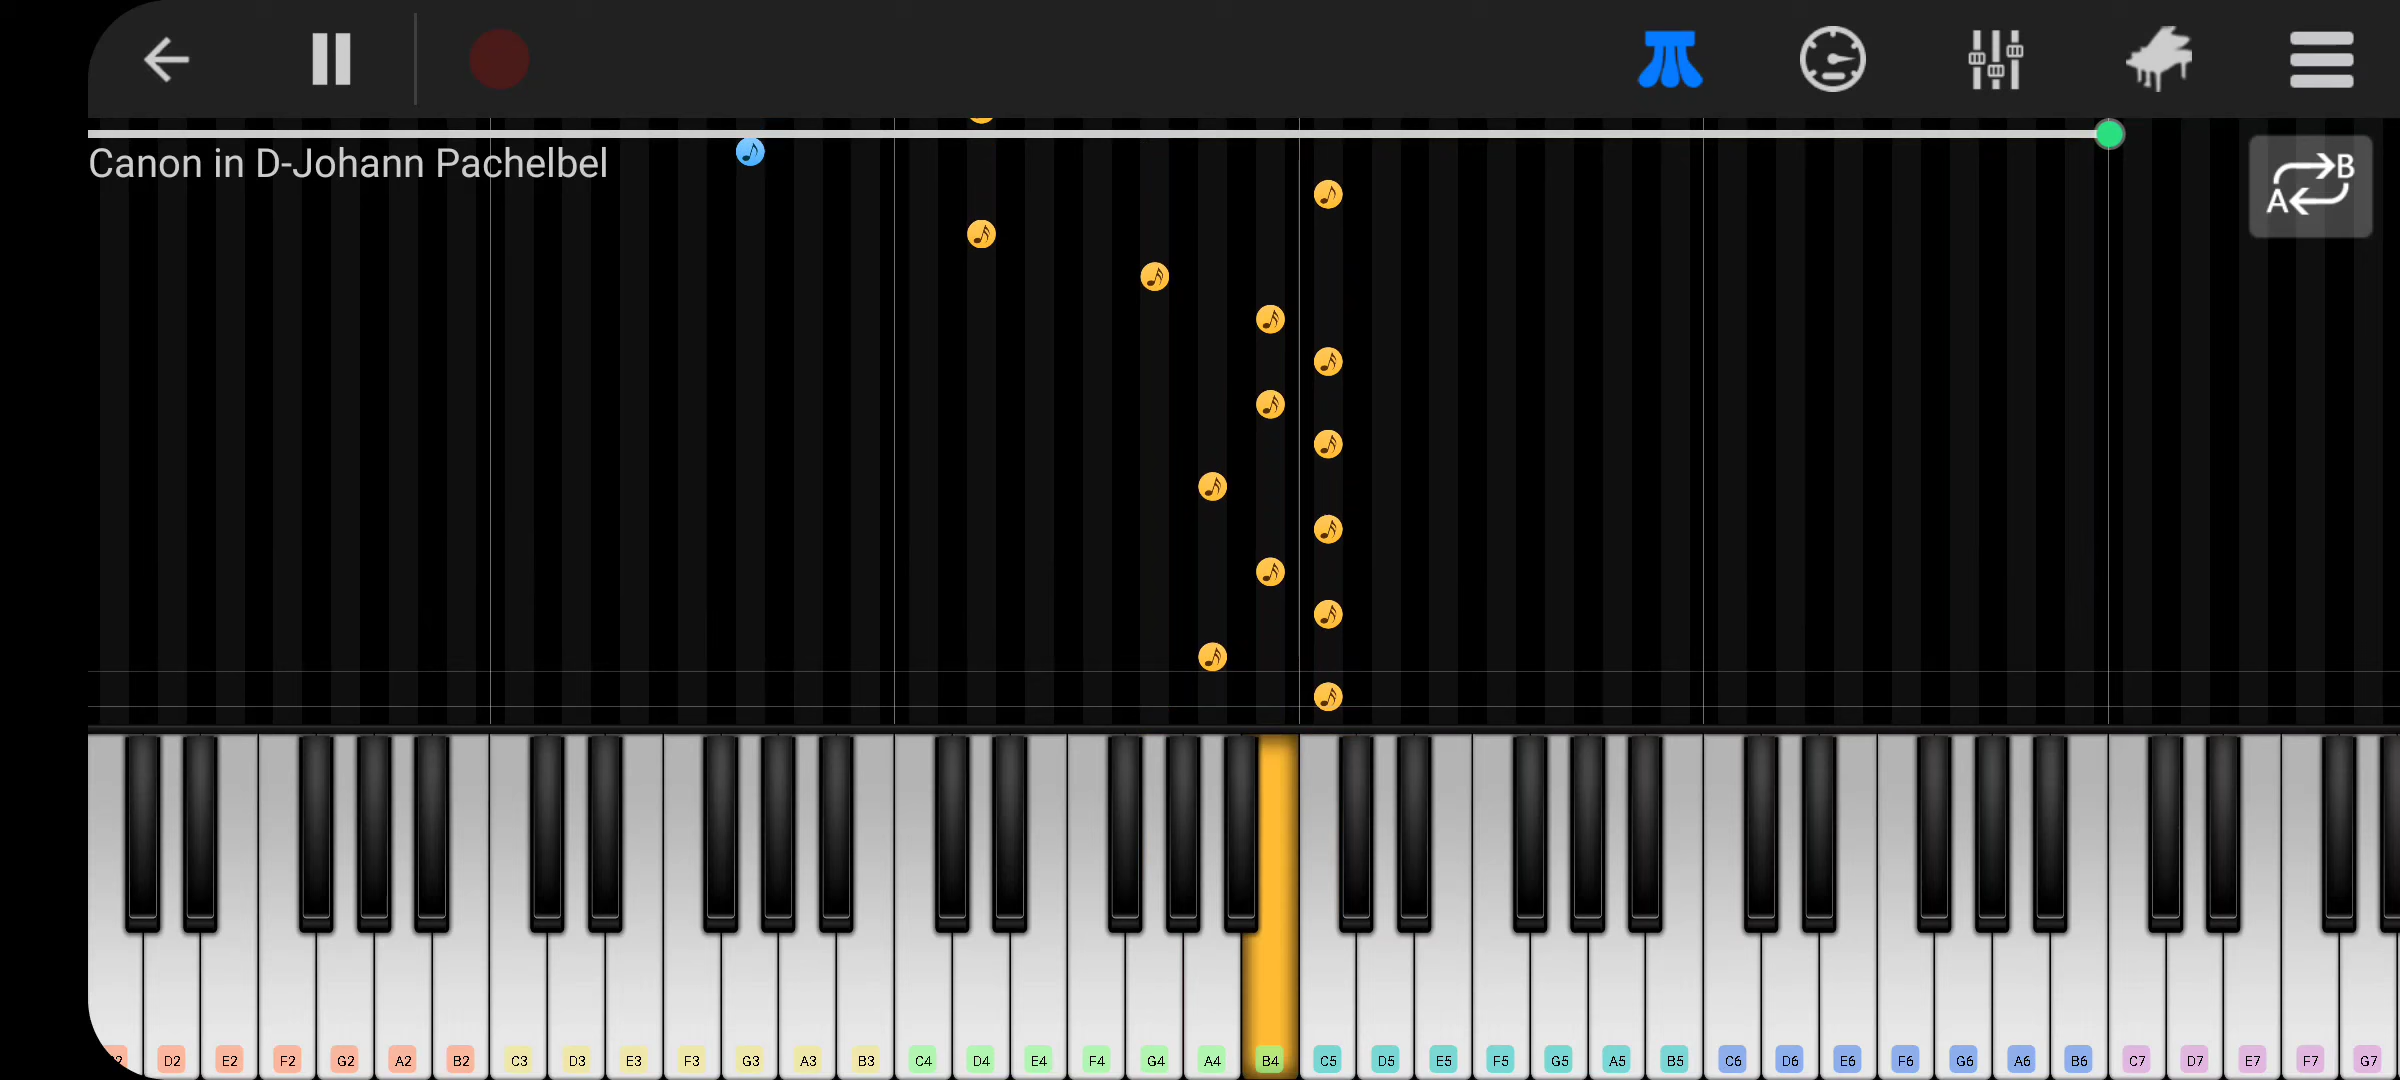 Canon in D-Johann Pachelbel
B
A
D2 E2 F2 G2 A2 B2 C3 D3 E3 F3 G3 A3 B3 C4 D4 E4 F4 G4 A4 B4 C5 D5 E5 F5 G5 A5 B5 C6 D6 E6 F6 G6 A6 B6 C7 D7 E7 F7 G7